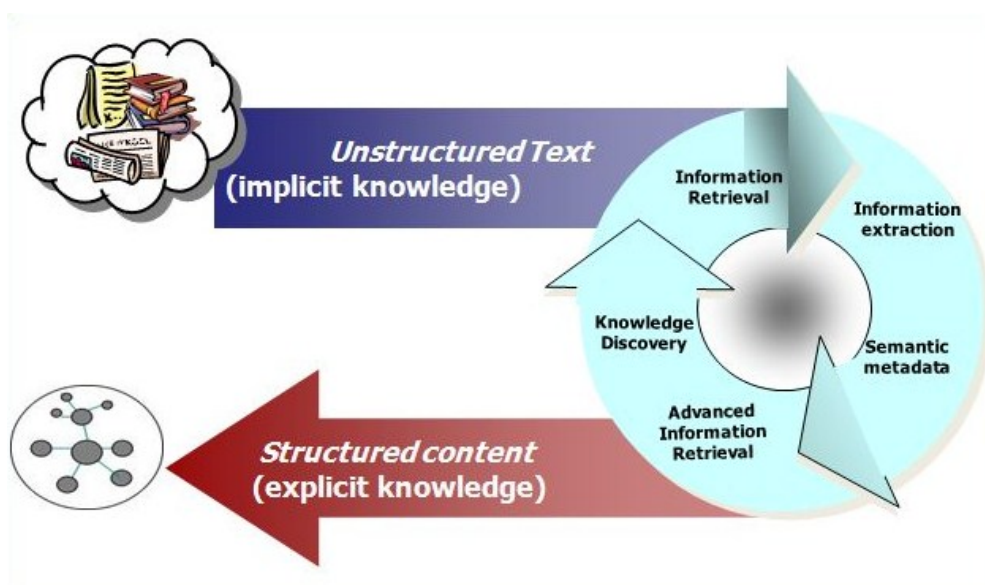 Unstructured Text
(implicit knowledge)
Information
Retrieval
Information
extraction
Semantic
metadata
Advanced
Information
Retrieval
Knowledge
Discovery
Structured content
(explicit knowledge)